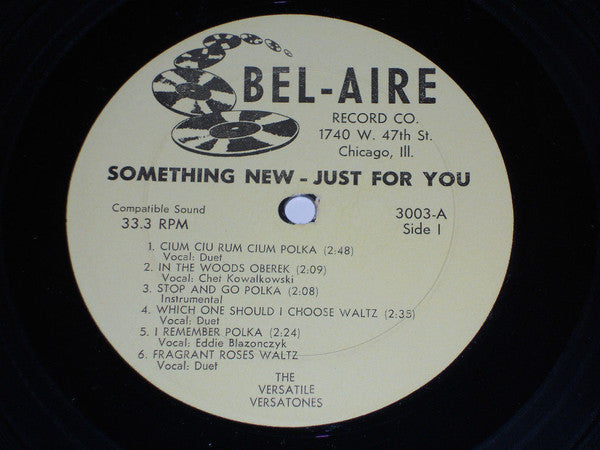 BEL-AIRE
RECORD CO.
1740 W. 47th St.
Chicago, Ill.
SOMETHING NEW - JUST FOR YOU
Compatible Sound
33.3 RPM
3003-A
Side 1
1. CIUM CIU RUM CIUM POLKA (2:48)
Vocal: Duet
2. IN THE WOODS OBEREK (2:09)
Vocal: Chet Kowalkowski
3. STOP AND GO POLKA (2:08)
Instrumental
4. WHICH ONE SHOULD I CHOOSE WALTZ (2:35)
Vocal: Duet
5. I REMEMBER POLKA (2:24)
Vocal: Eddie Blazonczyk
6. FRAGRANT ROSES WALTZ
Vocal: Duet
THE
VERSATILE
VERSATONES